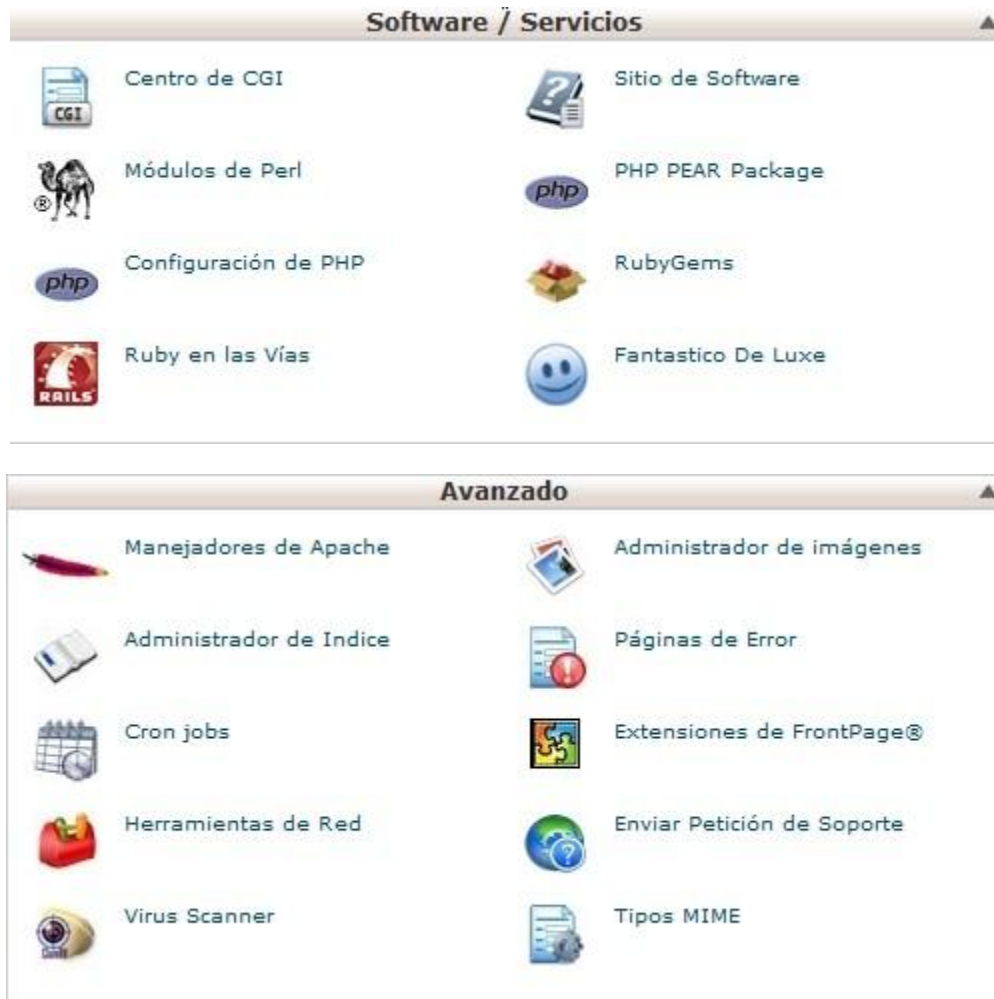 Software / Servicios
Centro de CGI
Sitio de Software
CGI
Módulos de Perl
PHP PEAR Package
®
php
Configuración de PHP
RubyGems
php
Ruby en las Vías
Fantastico De Luxe
RAILS
Avanzado
Manejadores de Apache
Administrador de imágenes
Administrador de Indice
Páginas de Error
Cron jobs
Extensiones de FrontPage®
Herramientas de Red
Enviar Petición de Soporte
Virus Scanner
Tipos MIME